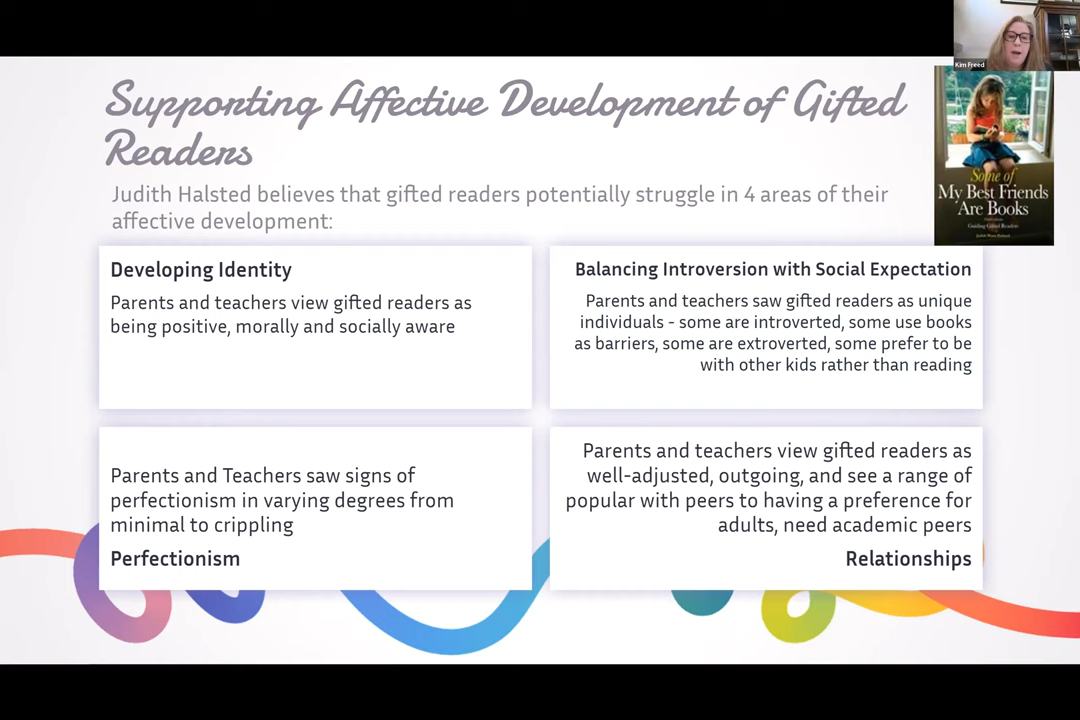 Kim Freed
Supporting Affective Development of Gifted
Readers
Judith Halsted believes that gifted readers potentially struggle in 4 areas of their
affective development:
Some of
My Best Friends
Are Books
Guiding Gifted Readers
Developing Identity
Parents and teachers view gifted readers as
being positive, morally and socially aware
Balancing Introversion with Social Expectation
Parents and teachers saw gifted readers as unique
individuals - some are introverted, some use books
as barriers, some are extroverted, some prefer to be
with other kids rather than reading
Parents and Teachers saw signs of
perfectionism in varying degrees from
minimal to crippling
Perfectionism
Parents and teachers view gifted readers as
well-adjusted, outgoing, and see a range of
popular with peers to having a preference for
adults, need academic peers
Relationships